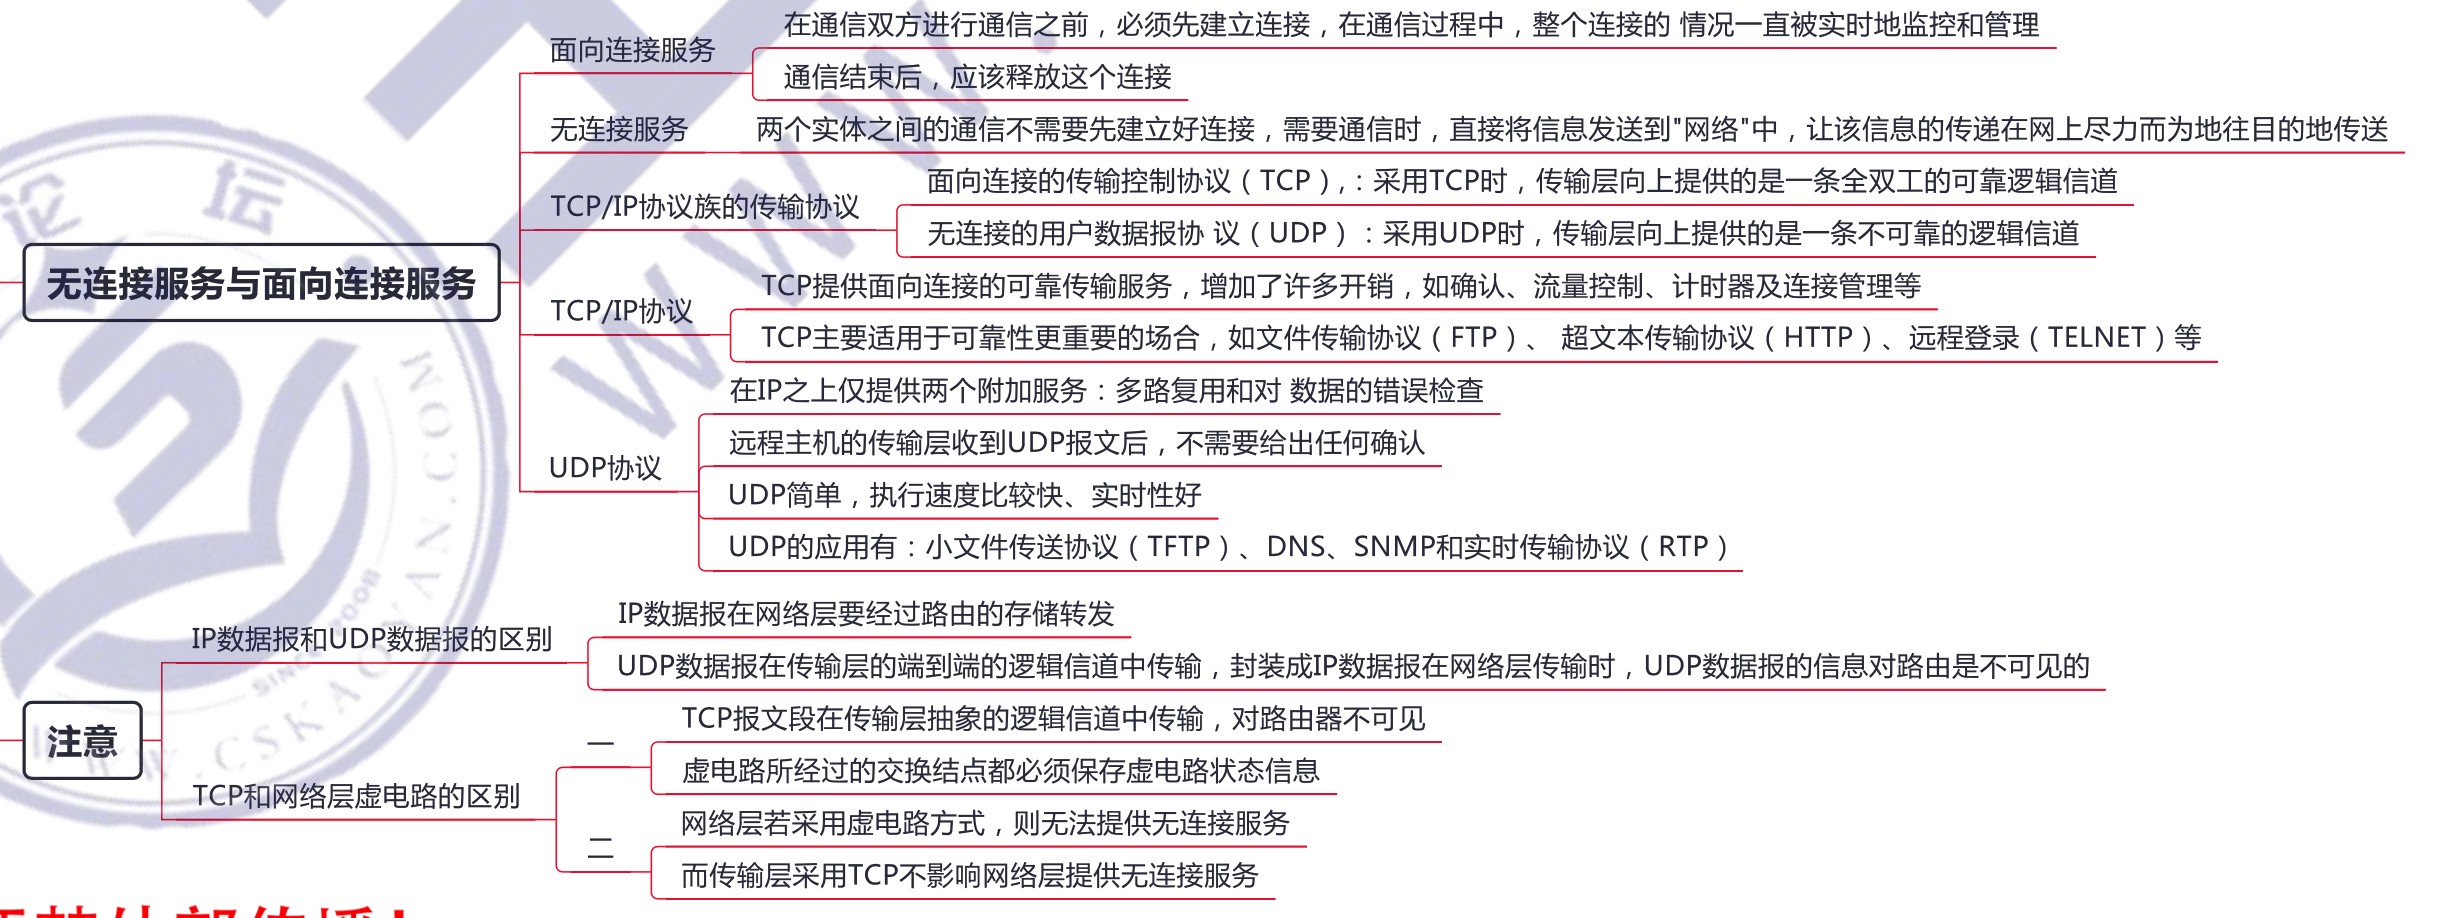 在通信双方进行通信之前，必须先建立连接，在通信过程中，整个连接的 情况一直被实时地监控和管理
面向连接服务
通信结束后，应该释放这个连接
无连接服务
两个实体之间的通信不需要先建立好连接，需要通信时，直接将信息发送到"网络"中，让该信息的传递在网上尽力而为地往目的地传送
面向连接的传输控制协议（TCP），：采用TCP时，传输层向上提供的是一条全双工的可靠逻辑信道
TCP/IP协议族的传输协议
无连接的用户数据报协 议（UDP）：采用UDP时，传输层向上提供的是一条不可靠的逻辑信道
无连接服务与面向连接服务
TCP提供面向连接的可靠传输服务，增加了许多开销，如确认、流量控制、计时器及连接管理等
TCP/IP协议
TCP主要适用于可靠性更重要的场合，如文件传输协议（FTP）、 超文本传输协议（HTTP）、远程登录（TELNET）等
在IP之上仅提供两个附加服务：多路复用和对 数据的错误检查
远程主机的传输层收到UDP报文后，不需要给出任何确认
UDP协议
UDP简单，执行速度比较快、实时性好
UDP的应用有：小文件传送协议（TFTP）、DNS、SNMP和实时传输协议（RTP）
IP数据报在网络层要经过路由的存储转发
IP数据报和UDP数据报的区别
UDP数据报在传输层的端到端的逻辑信道中传输，封装成IP数据报在网络层传输时，UDP数据报的信息对路由是不可见的
注意
TCP报文段在传输层抽象的逻辑信道中传输，对路由器不可见
一
虚电路所经过的交换结点都必须保存虚电路状态信息
TCP和网络层虚电路的区别
网络层若采用虚电路方式，则无法提供无连接服务
二
而传输层采用TCP不影响网络层提供无连接服务
论坛
WWW.
WWW.CSKAOYAN.COM
SINCE 2008